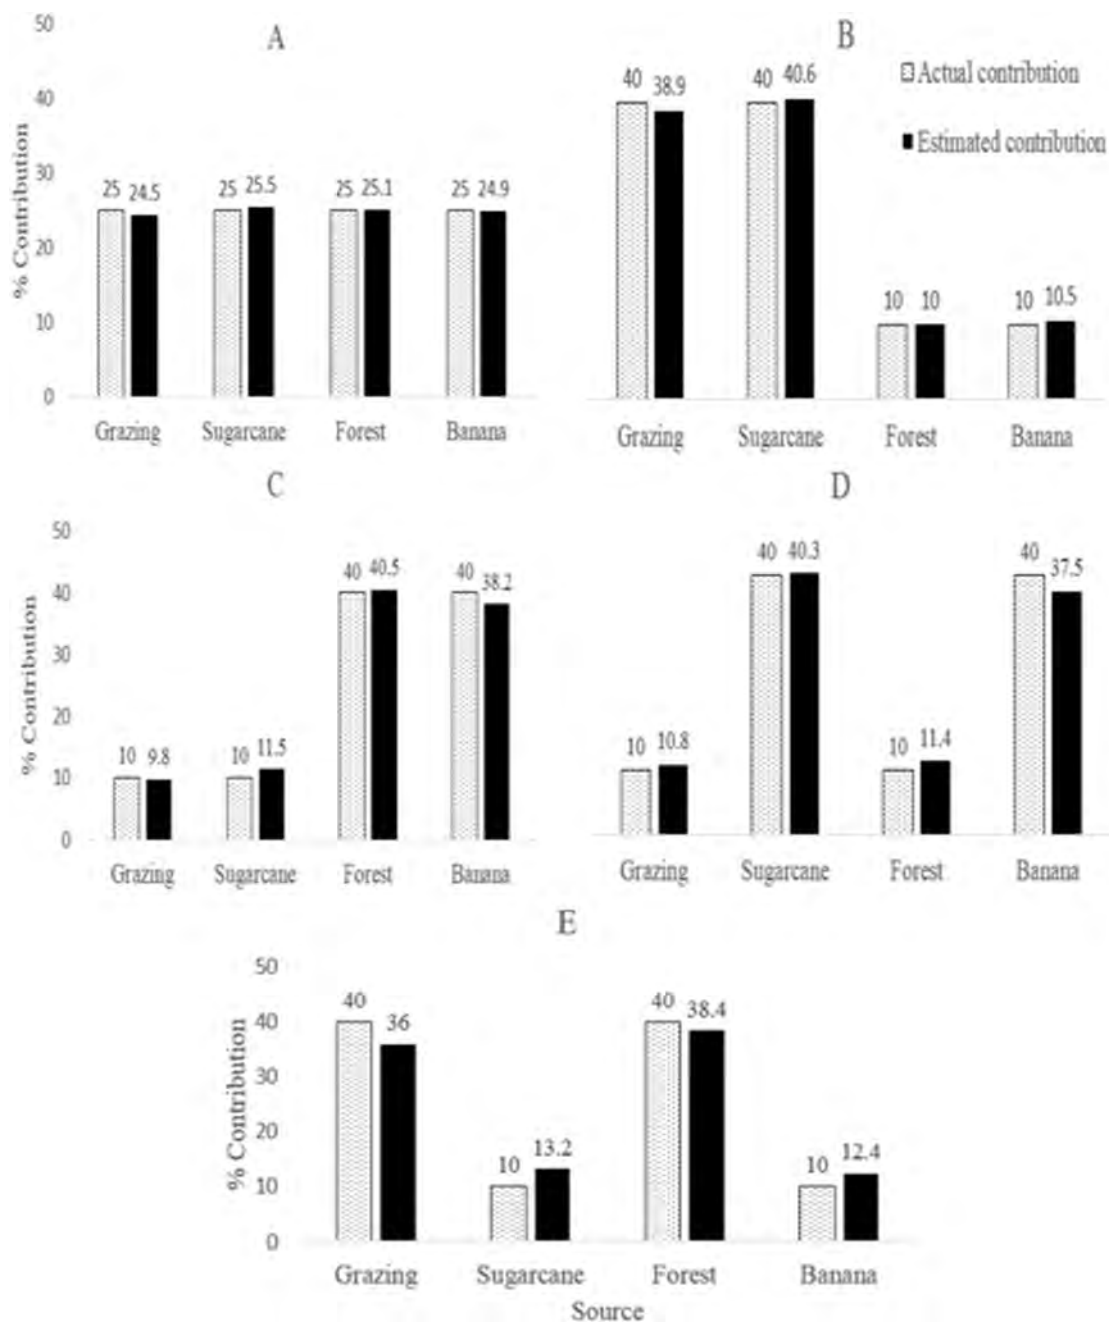 A
50
40
30
20
10
0
% Contribution
25 24.5 25 25.5 25 25.1 25 24.9
Grazing Sugarcane Forest Banana
B
Actual contribution
Estimated contribution
40 38.9 40 40.6 10 10 10 10.5
Grazing Sugarcane Forest Banana
C
50
40
30
20
10
0
% Contribution
10 9.8 10 11.5 40 40.5 40 38.2
Grazing Sugarcane Forest Banana
D
10 10.8 40 40.3 10 11.4 40 37.5
Grazing Sugarcane Forest Banana
E
50
40
30
20
10
0
% Contribution
40 36 10 13.2 40 38.4 10 12.4
Grazing Sugarcane Forest Banana
Source